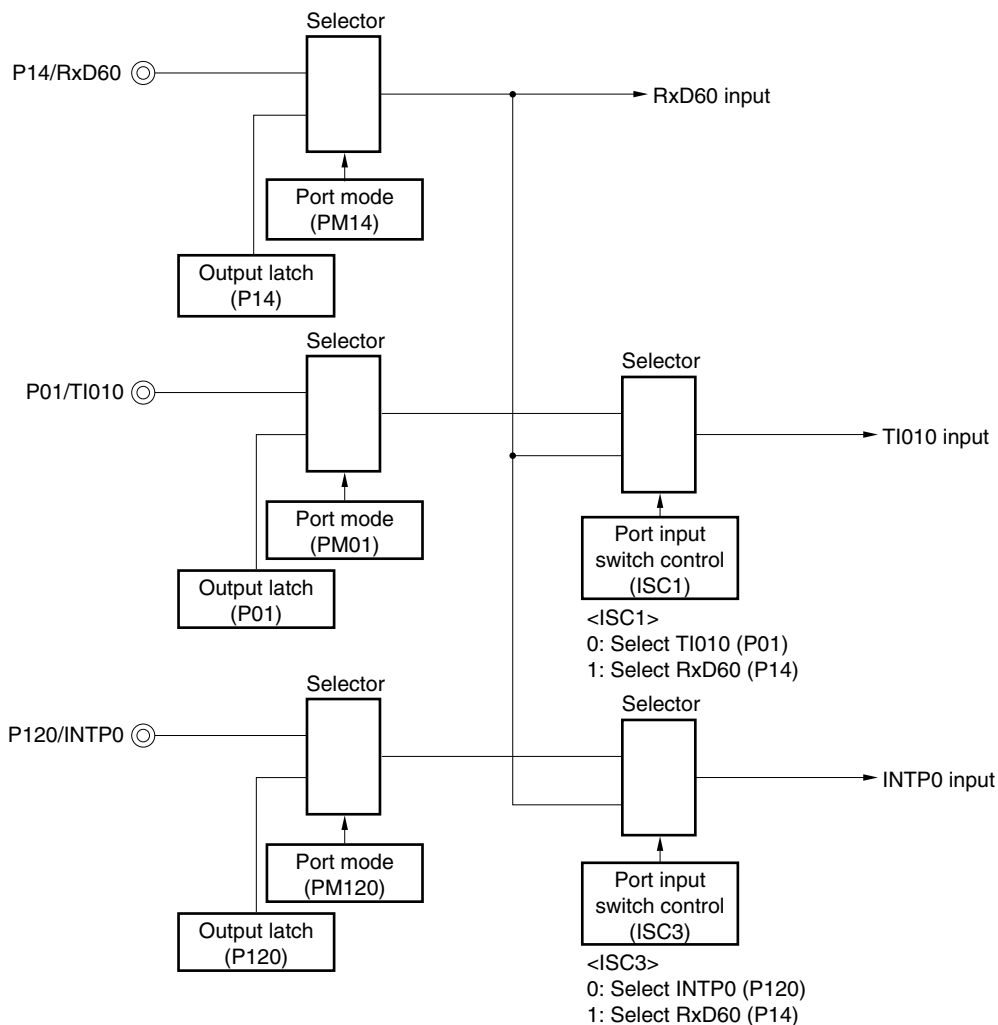 Selector
P14/RxD60
RxD60 input
Port mode
(PM14)
Output latch
(P14)
Selector
P01/TI010
Selector
TI010 input
Port mode
(PM01)
Output latch
(P01)
Port input
switch control
(ISC1)
<ISC1>
0: Select TI010 (P01)
1: Select RxD60 (P14)
Selector
P120/INTP0
Selector
INTP0 input
Port mode
(PM120)
Output latch
(P120)
Port input
switch control
(ISC3)
<ISC3>
0: Select INTP0 (P120)
1: Select RxD60 (P14)